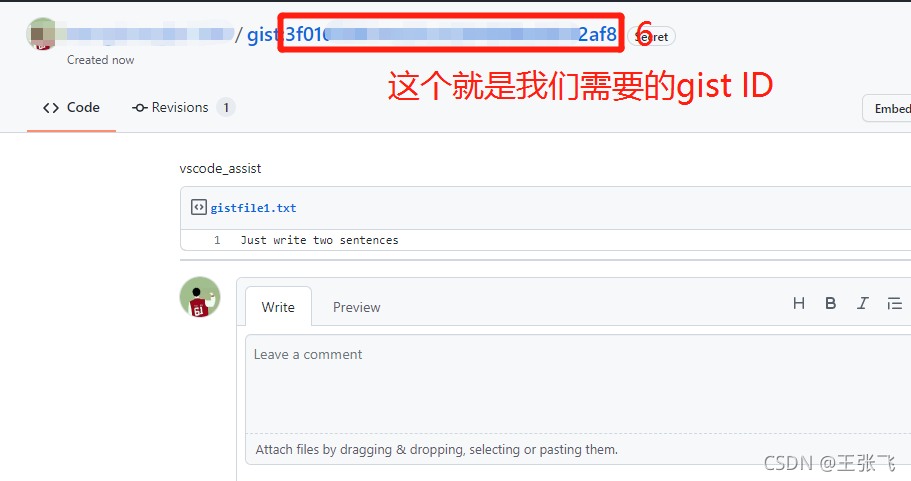 / gist:3f01 2af8 6 Secret
Created now
这个就是我们需要的gist ID
Code Revisions 1
Embed
vscode_assist
gistfile1.txt
1 Just write two sentences
Write Preview H B I
Leave a comment
Attach files by dragging & dropping, selecting or pasting them.
CSDN @王张飞